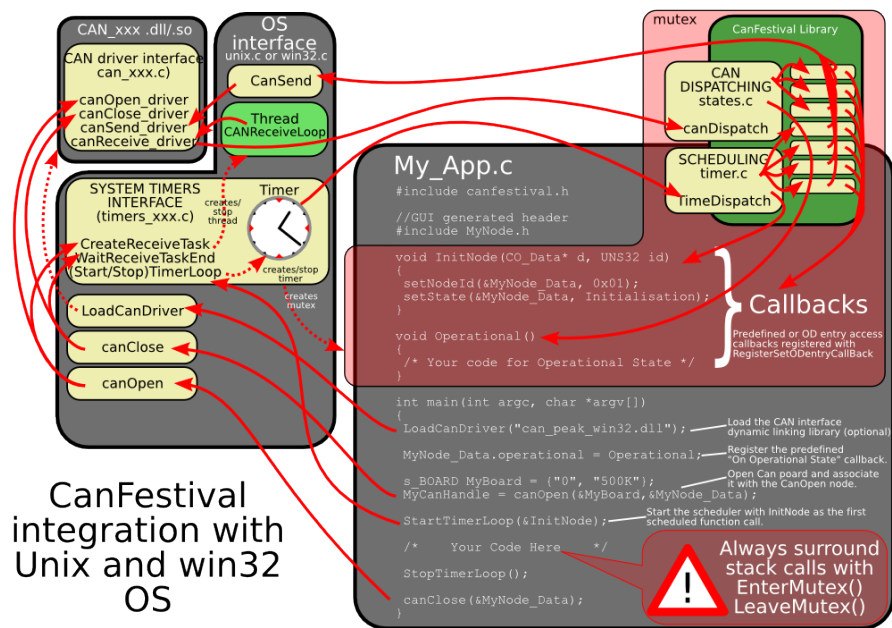 CAN_xxx .dll/.so
CAN driver interface
can_xxx.c)
canOpen_driver
canClose_driver
canSend_driver
canReceive_driver
OS
interface
unix.c or win32.c
CanSend
Thread
CANReceiveLoop
SYSTEM TIMERS
INTERFACE
(timers_xxx.c)
Timer
creates/
stop
thread
CreateReceiveTask
WaitReceiveTaskEnd
(Start/Stop)TimerLoop
creates/stop
timer
creates
mutex
LoadCanDriver
canClose
canOpen
CanFestival
integration with
Unix and win32
OS
mutex
CanFestival Library
CAN
DISPATCHING
states.c
canDispatch
SCHEDULING
timer.c
TimeDispatch
My_App.c
#include canfestival.h
//GUI generated header
#include MyNode.h
void InitNode(CO_Data* d, UNS32 id)
{
setNodeId(&MyNode_Data, 0x01);
setState(&MyNode_Data, Initialisation);
}
void Operational()
{
/* Your code for Operational State */
}
} Callbacks
Predefined or OD entry access
callbacks registered with
RegisterSetODentryCallBack
int main(int argc, char *argv[])
{
LoadCanDriver("can_peak_win32.dll");
Load the CAN interface
dynamic linking library (optional)
MyNode_Data.operational = Operational;
Register the predefined
"On Operational State" callback.
s_BOARD MyBoard = {"0", "500K"};
MyCanHandle = canOpen(&MyBoard,&MyNode_Data);
Open Can poard and associate
it with the CanOpen node.
StartTimerLoop(&InitNode);
Start the scheduler with InitNode as the first
scheduled function call.
/* Your Code Here */
StopTimerLoop();
canClose(&MyNode_Data);
}
!
Always surround
stack calls with
EnterMutex()
LeaveMutex()